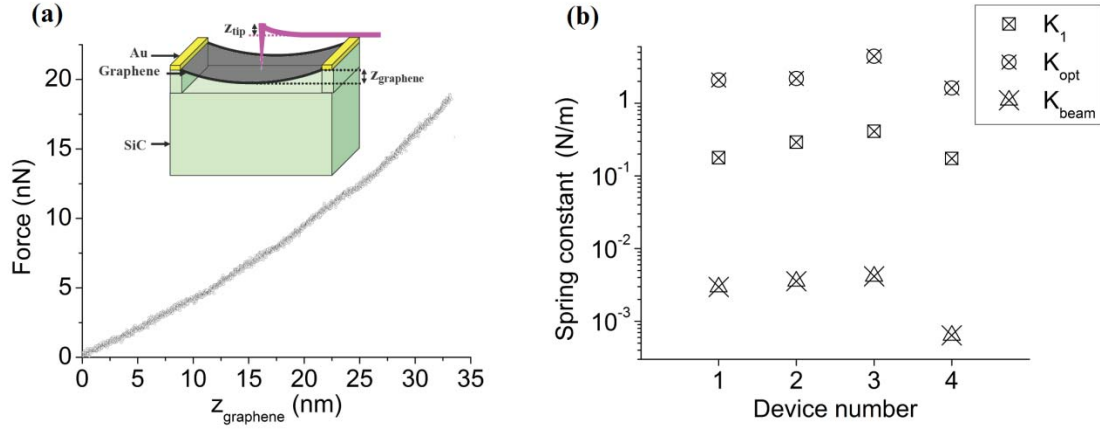 (a)
z_tip
Au
Graphene
z_graphene
SiC
Force (nN)
20
15
10
5
0
0 5 10 15 20 25 30 35
z_graphene (nm)
(b)
K_1
K_opt
K_beam
Spring constant (N/m)
1
10^-1
10^-2
10^-3
1 2 3 4
Device number